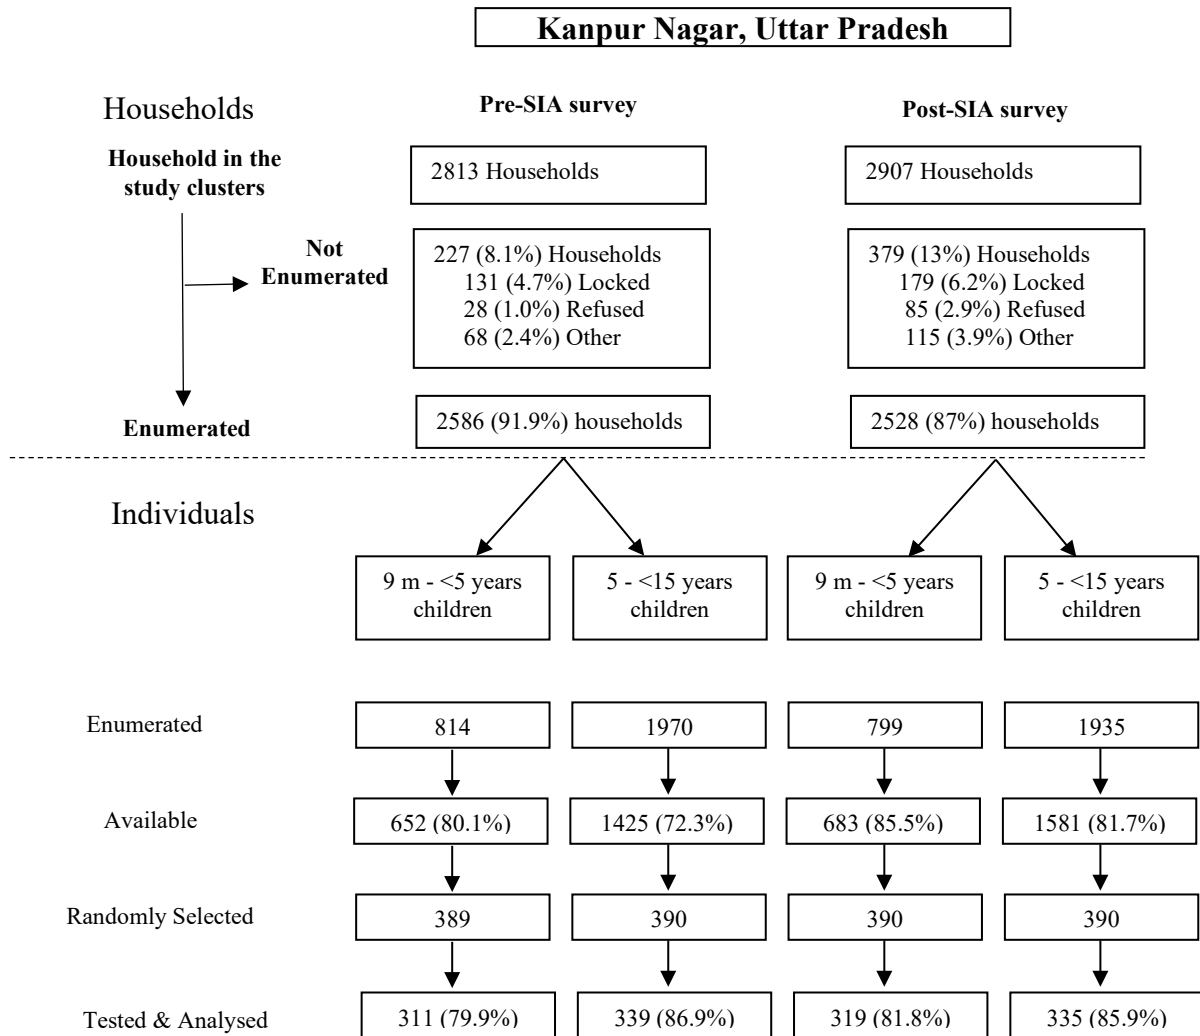 Kanpur Nagar, Uttar Pradesh
Households
Pre-SIA survey
Post-SIA survey
Household in the
study clusters
2813 Households
2907 Households
Not
Enumerated
227 (8.1%) Households
131 (4.7%) Locked
28 (1.0%) Refused
68 (2.4%) Other
379 (13%) Households
179 (6.2%) Locked
85 (2.9%) Refused
115 (3.9%) Other
Enumerated
2586 (91.9%) households
2528 (87%) households
Individuals
9 m - <5 years
children
5 - <15 years
children
9 m - <5 years
children
5 - <15 years
children
Enumerated
814
1970
799
1935
Available
652 (80.1%)
1425 (72.3%)
683 (85.5%)
1581 (81.7%)
Randomly Selected
389
390
390
390
Tested & Analysed
311 (79.9%)
339 (86.9%)
319 (81.8%)
335 (85.9%)